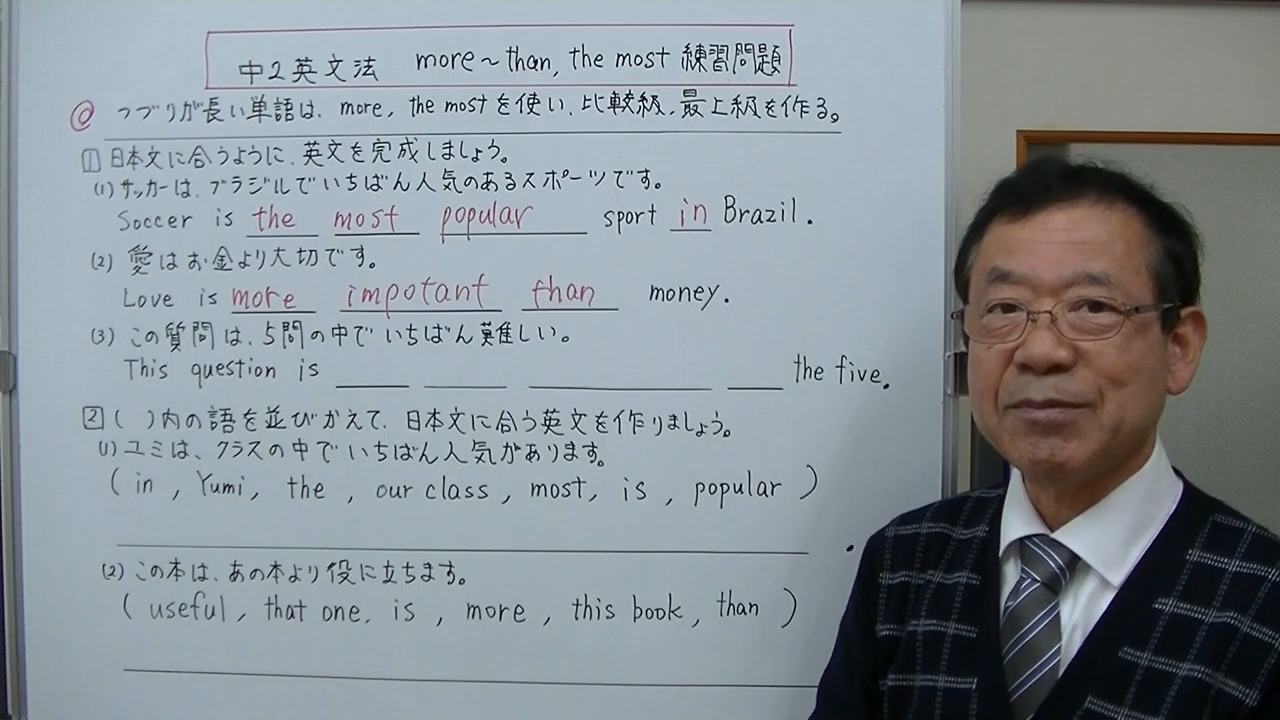 中2英文法 more～than, the most 練習問題
◎ つづりが長い単語は、more, the mostを使い、比較級、最上級を作る。
1 日本文に合うように、英文を完成しましょう。
(1) サッカーは、ブラジルでいちばん人気のあるスポーツです。
Soccer is the most popular sport in Brazil.
(2) 愛はお金より大切です。
Love is more impotant than money.
(3) この質問は、5問の中でいちばん難しい。
This question is ____ ____ ____ ____ the five.
2 ( )内の語を並びかえて、日本文に合う英文を作りましょう。
(1) ユミは、クラスの中でいちばん人気があります。
( in , Yumi, the , our class , most, is , popular )
.
(2) この本は、あの本より役に立ちます。
( useful , that one, is , more , this book , than )